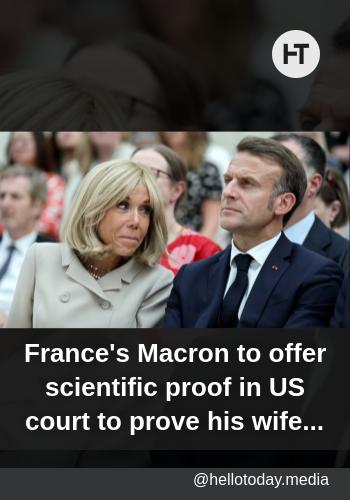 HT
France's Macron to offer
scientific proof in US
court to prove his wife...
@hellotoday.media